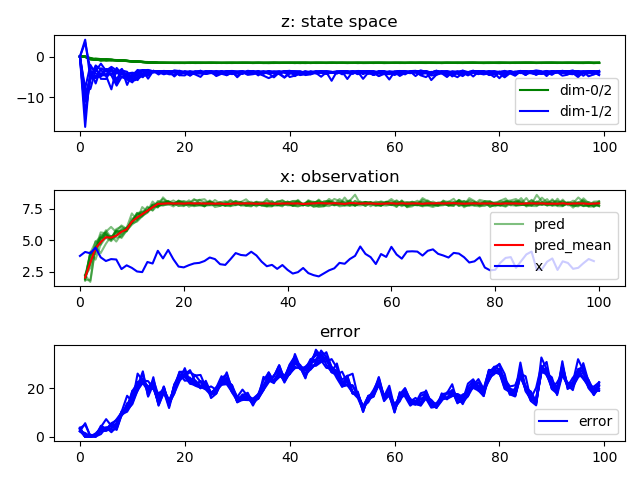 z: state space
0
−10
dim-0/2
dim-1/2
0 20 40 60 80 100
x: observation
7.5
5.0
2.5
pred
pred_mean
x
0 20 40 60 80 100
error
20
0
error
0 20 40 60 80 100